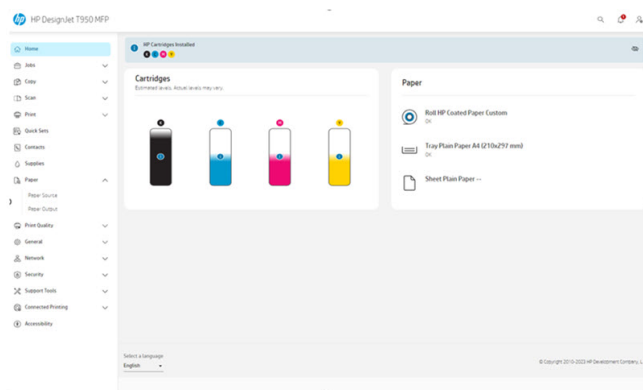 hp HP DesignJet T950 MFP
Home
Jobs
Copy
Scan
Print
Quick Sets
Contacts
Supplies
Paper
Paper Source
Paper Output
Print Quality
General
Network
Security
Support Tools
Connected Printing
Accessibility
HP Cartridges Installed
Cartridges
Estimated levels. Actual levels may vary.
Paper
Roll HP Coated Paper Custom
OK
Tray Plain Paper A4 (210x297 mm)
OK
Sheet Plain Paper --
Select a language
English
© Copyright 2015-2023 HP Development Company, L